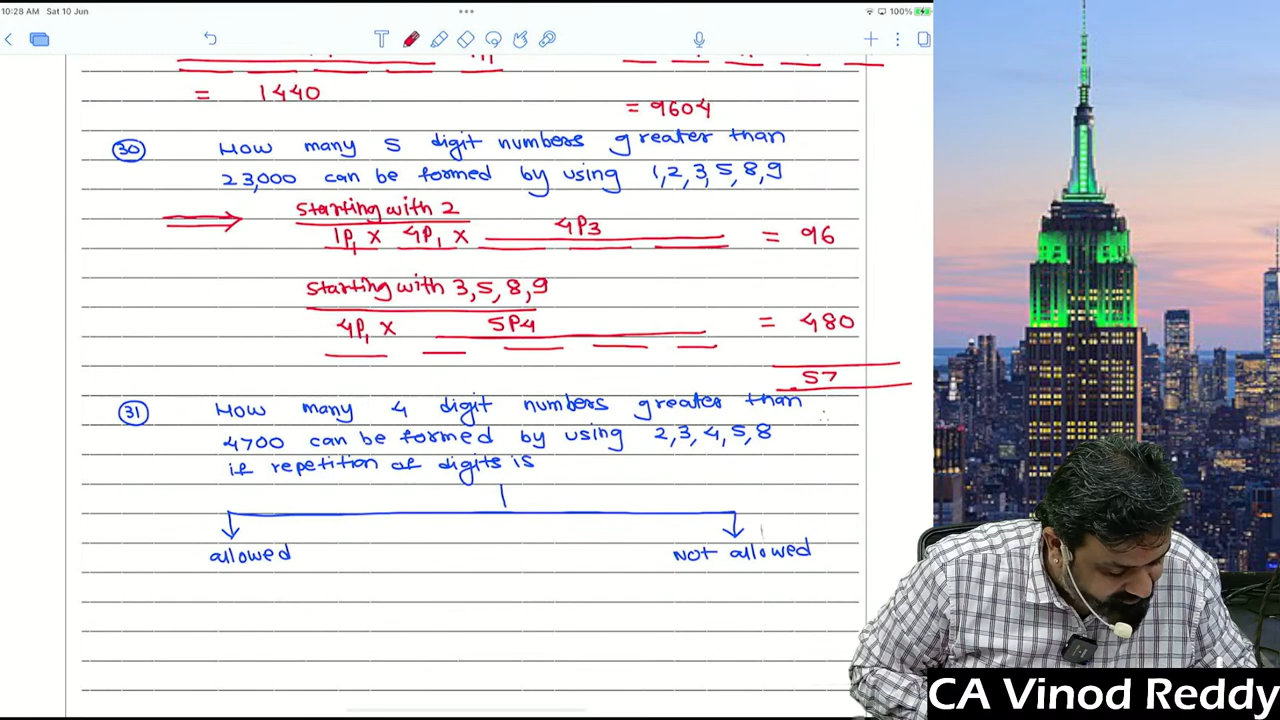 10:28 AM Sat 10 Jun
100%
= 1440
= 9604
30 How many 5 digit numbers greater than
23,000 can be formed by using 1,2,3,5,8,9
starting with 2
1P1 x 4P1 x 4P3 = 96
starting with 3,5,8,9
4P1 x 5P4 = 480
57
31 How many 4 digit numbers greater than
4700 can be formed by using 2,3,4,5,8
if repetition of digits is
allowed
Not allowed
CA Vinod Reddy